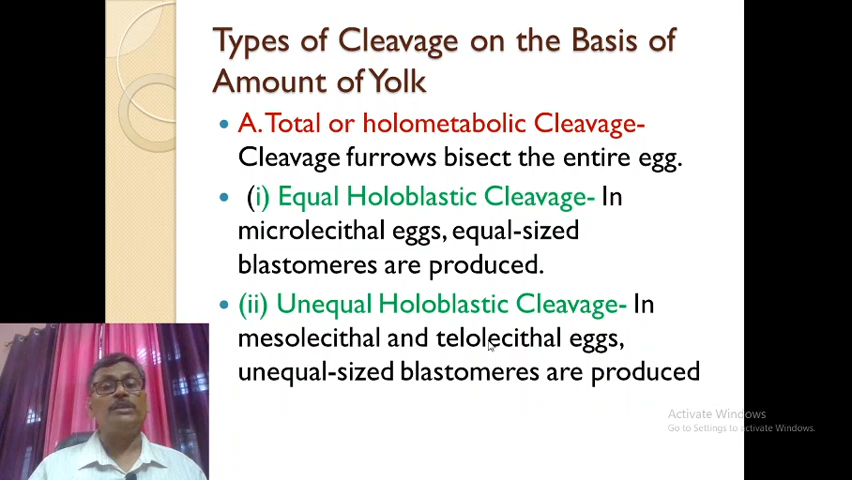 Types of Cleavage on the Basis of
Amount of Yolk
A. Total or holometabolic Cleavage-
Cleavage furrows bisect the entire egg.
(i) Equal Holoblastic Cleavage- In
microlecithal eggs, equal-sized
blastomeres are produced.
(ii) Unequal Holoblastic Cleavage- In
mesolecithal and telolecithal eggs,
unequal-sized blastomeres are produced
Activate Windows
Go to Settings to activate Windows.